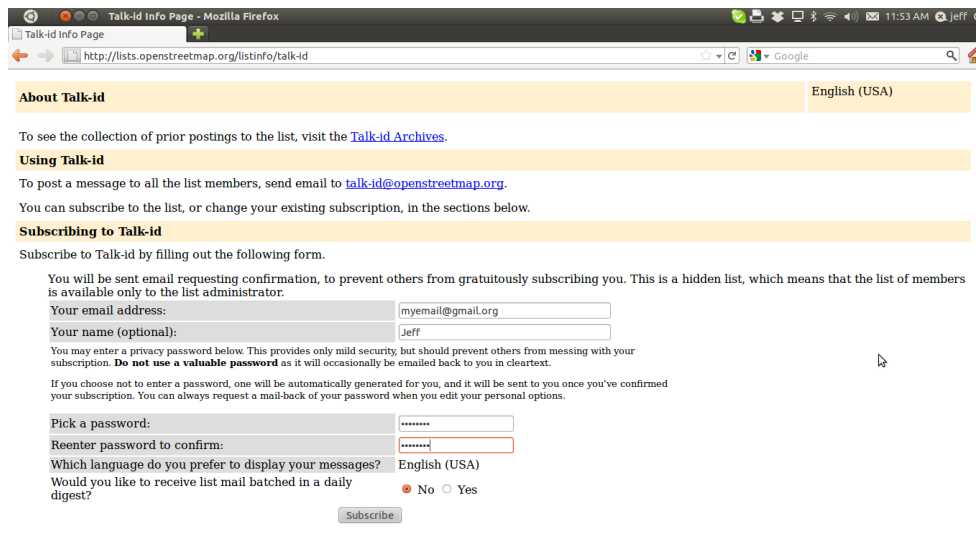 Talk-id Info Page - Mozilla Firefox
11:53 AM jeff
Talk-id Info Page
http://lists.openstreetmap.org/listinfo/talk-id
Google
About Talk-id
English (USA)
To see the collection of prior postings to the list, visit the Talk-id Archives.
Using Talk-id
To post a message to all the list members, send email to talk-id@openstreetmap.org.
You can subscribe to the list, or change your existing subscription, in the sections below.
Subscribing to Talk-id
Subscribe to Talk-id by filling out the following form.
You will be sent email requesting confirmation, to prevent others from gratuitously subscribing you. This is a hidden list, which means that the list of members
is available only to the list administrator.
Your email address: myemail@gmail.org
Your name (optional): Jeff
You may enter a privacy password below. This provides only mild security, but should prevent others from messing with your
subscription. Do not use a valuable password as it will occasionally be emailed back to you in cleartext.
If you choose not to enter a password, one will be automatically generated for you, and it will be sent to you once you've confirmed
your subscription. You can always request a mail-back of your password when you edit your personal options.
Pick a password: ••••••••
Reenter password to confirm: ••••••••
Which language do you prefer to display your messages? English (USA)
Would you like to receive list mail batched in a daily
digest?
No Yes
Subscribe